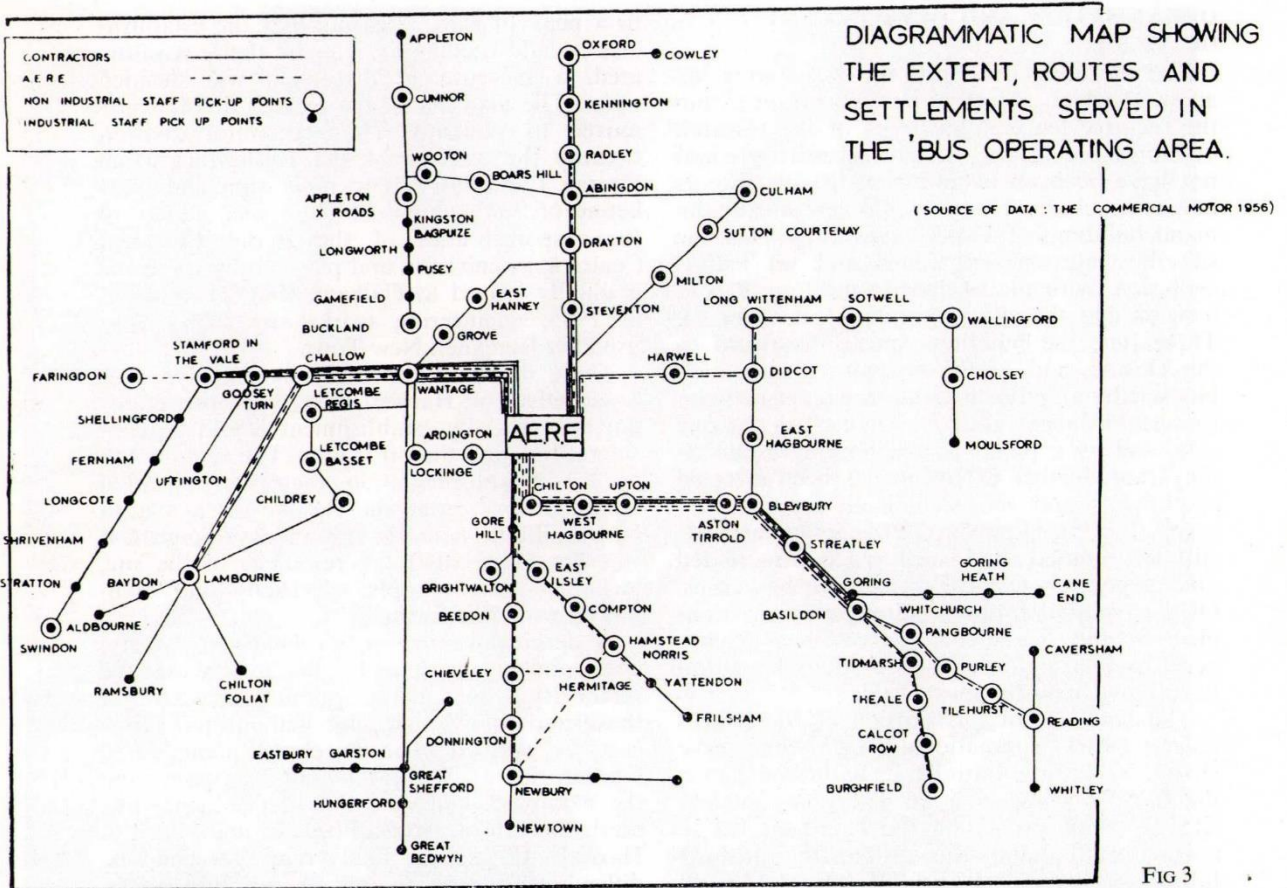 DIAGRAMMATIC MAP SHOWING
THE EXTENT, ROUTES AND
SETTLEMENTS SERVED IN
THE BUS OPERATING AREA.
( SOURCE OF DATA : THE COMMERCIAL MOTOR 1956)
CONTRACTORS
A E R E
NON INDUSTRIAL STAFF PICK-UP POINTS
INDUSTRIAL STAFF PICK UP POINTS
APPLETON
CUMNOR
WOOTON
BOARS HILL
APPLETON
X ROADS
KINGSTON
BAGPUIZE
LONGWORTH
PUSEY
GAMEFIELD
BUCKLAND
EAST
HANNEY
GROVE
OXFORD
COWLEY
KENNINGTON
RADLEY
ABINGDON
DRAYTON
STEVENTON
CULHAM
SUTTON COURTENAY
MILTON
LONG WITTENHAM
SOTWELL
WALLINGFORD
CHOLSEY
MOULSFORD
HARWELL
DIDCOT
EAST
HAGBOURNE
FARINGDON
STAMFORD IN
THE VALE
GOOSEY
TURN
CHALLOW
WANTAGE
LETCOMBE
REGIS
LETCOMBE
BASSET
ARDINGTON
LOCKINGE
AERE
SHELLINGFORD
FERNHAM
UFFINGTON
LONGCOTE
CHILDREY
SHRIVENHAM
STRATTON
BAYDON
LAMBOURNE
ALDBOURNE
SWINDON
RAMSBURY
CHILTON
FOLIAT
CHILTON
WEST
HAGBOURNE
UPTON
ASTON
TIRROLD
BLEWBURY
STREATLEY
GORING
GORING
HEATH
CANE
END
WHITCHURCH
BASILDON
PANGBOURNE
CAVERSHAM
TIDMARSH
PURLEY
THEALE
TILEHURST
READING
CALCOT
ROW
BURGHFIELD
WHITLEY
GORE
HILL
EAST
ILSLEY
BRIGHTWALTON
COMPTON
BEEDON
HAMSTEAD
NORRIS
CHIEVELEY
HERMITAGE
YATTENDON
FRILSHAM
DONNINGTON
NEWBURY
NEWTOWN
EASTBURY
GARSTON
GREAT
SHEFFORD
HUNGERFORD
GREAT
BEDWYN
FIG 3